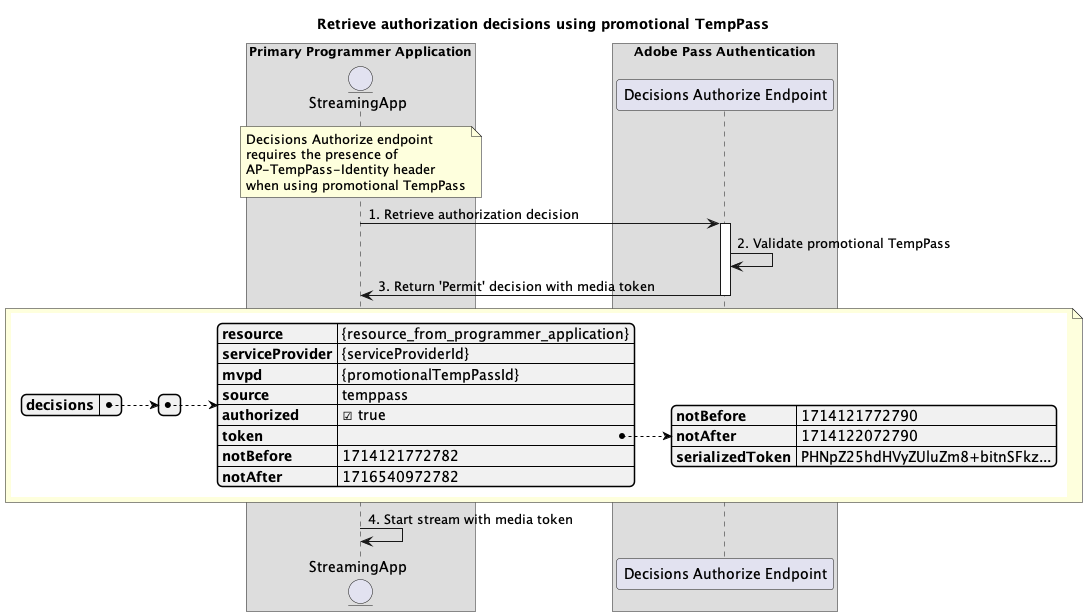 Retrieve authorization decisions using promotional TempPass
Primary Programmer Application
Adobe Pass Authentication
StreamingApp
Decisions Authorize Endpoint
Decisions Authorize endpoint
requires the presence of
AP-TempPass-Identity header
when using promotional TempPass
1. Retrieve authorization decision
2. Validate promotional TempPass
3. Return 'Permit' decision with media token
decisions
resource {resource_from_programmer_application}
serviceProvider {serviceProviderId}
mvpd {promotionalTempPassId}
source temppass
authorized ☑ true
token
notBefore 1714121772782
notAfter 1716540972782
notBefore 1714121772790
notAfter 1714122072790
serializedToken PHNpZ25hdHVyZUluZm8+bitnSFkz...
4. Start stream with media token
StreamingApp
Decisions Authorize Endpoint